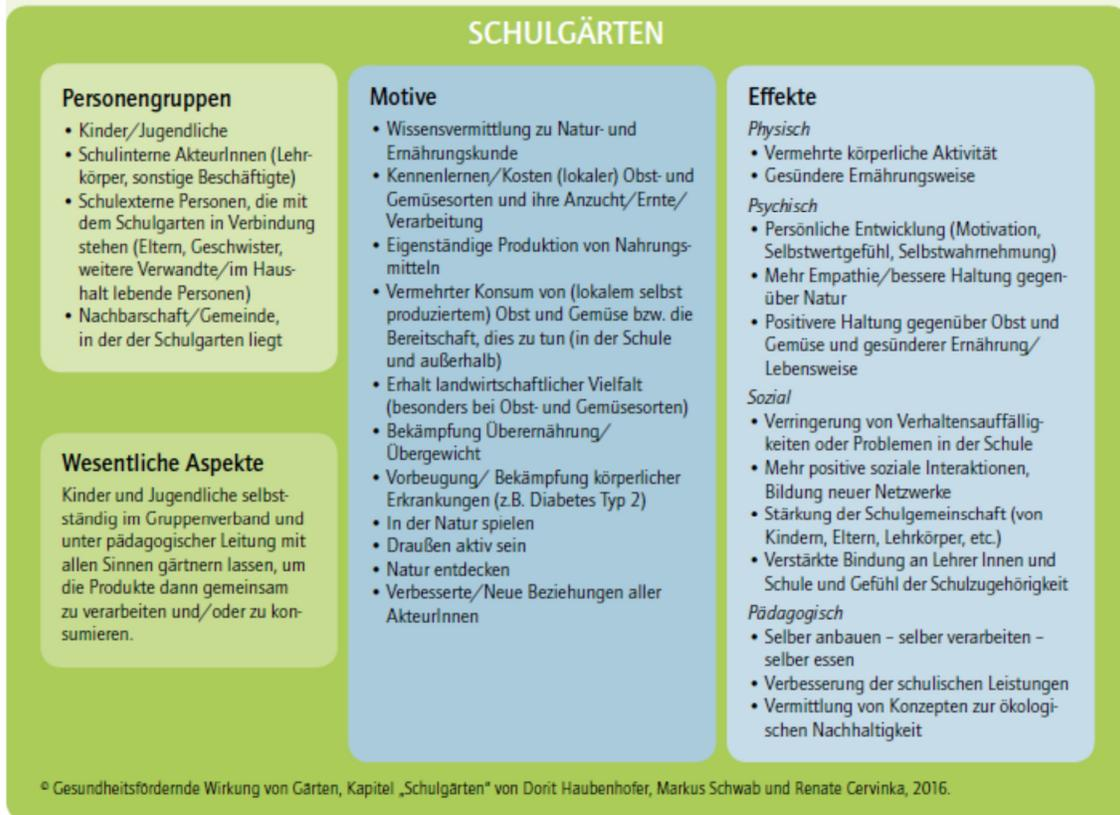 SCHULGÄRTEN
Personengruppen
• Kinder/Jugendliche
• Schulinterne AkteurInnen (Lehr-
körper, sonstige Beschäftigte)
• Schulexterne Personen, die mit
dem Schulgarten in Verbindung
stehen (Eltern, Geschwister,
weitere Verwandte/im Haus-
halt lebende Personen)
• Nachbarschaft/Gemeinde,
in der der Schulgarten liegt
Wesentliche Aspekte
Kinder und Jugendliche selbst-
ständig im Gruppenverband und
unter pädagogischer Leitung mit
allen Sinnen gärtnern lassen, um
die Produkte dann gemeinsam
zu verarbeiten und/oder zu kon-
sumieren.
Motive
• Wissensvermittlung zu Natur- und
Ernährungskunde
• Kennenlernen/Kosten (lokaler) Obst- und
Gemüsesorten und ihre Anzucht/Ernte/
Verarbeitung
• Eigenständige Produktion von Nahrungs-
mitteln
• Vermehrter Konsum von (lokalem selbst
produziertem) Obst und Gemüse bzw. die
Bereitschaft, dies zu tun (in der Schule
und außerhalb)
• Erhalt landwirtschaftlicher Vielfalt
(besonders bei Obst- und Gemüsesorten)
• Bekämpfung Überernährung/
Übergewicht
• Vorbeugung/ Bekämpfung körperlicher
Erkrankungen (z.B. Diabetes Typ 2)
• In der Natur spielen
• Draußen aktiv sein
• Natur entdecken
• Verbesserte/Neue Beziehungen aller
AkteurInnen
Effekte
Physisch
• Vermehrte körperliche Aktivität
• Gesündere Ernährungsweise
Psychisch
• Persönliche Entwicklung (Motivation,
Selbstwertgefühl, Selbstwahrnehmung)
• Mehr Empathie/bessere Haltung gegen-
über Natur
• Positivere Haltung gegenüber Obst und
Gemüse und gesünderer Ernährung/
Lebensweise
Sozial
• Verringerung von Verhaltensauffällig-
keiten oder Problemen in der Schule
• Mehr positive soziale Interaktionen,
Bildung neuer Netzwerke
• Stärkung der Schulgemeinschaft (von
Kindern, Eltern, Lehrkörper, etc.)
• Verstärkte Bindung an Lehrer Innen und
Schule und Gefühl der Schulzugehörigkeit
Pädagogisch
• Selber anbauen – selber verarbeiten –
selber essen
• Verbesserung der schulischen Leistungen
• Vermittlung von Konzepten zur ökologi-
schen Nachhaltigkeit
© Gesundheitsfördernde Wirkung von Gärten, Kapitel „Schulgärten“ von Dorit Haubenhofer, Markus Schwab und Renate Cervinka, 2016.